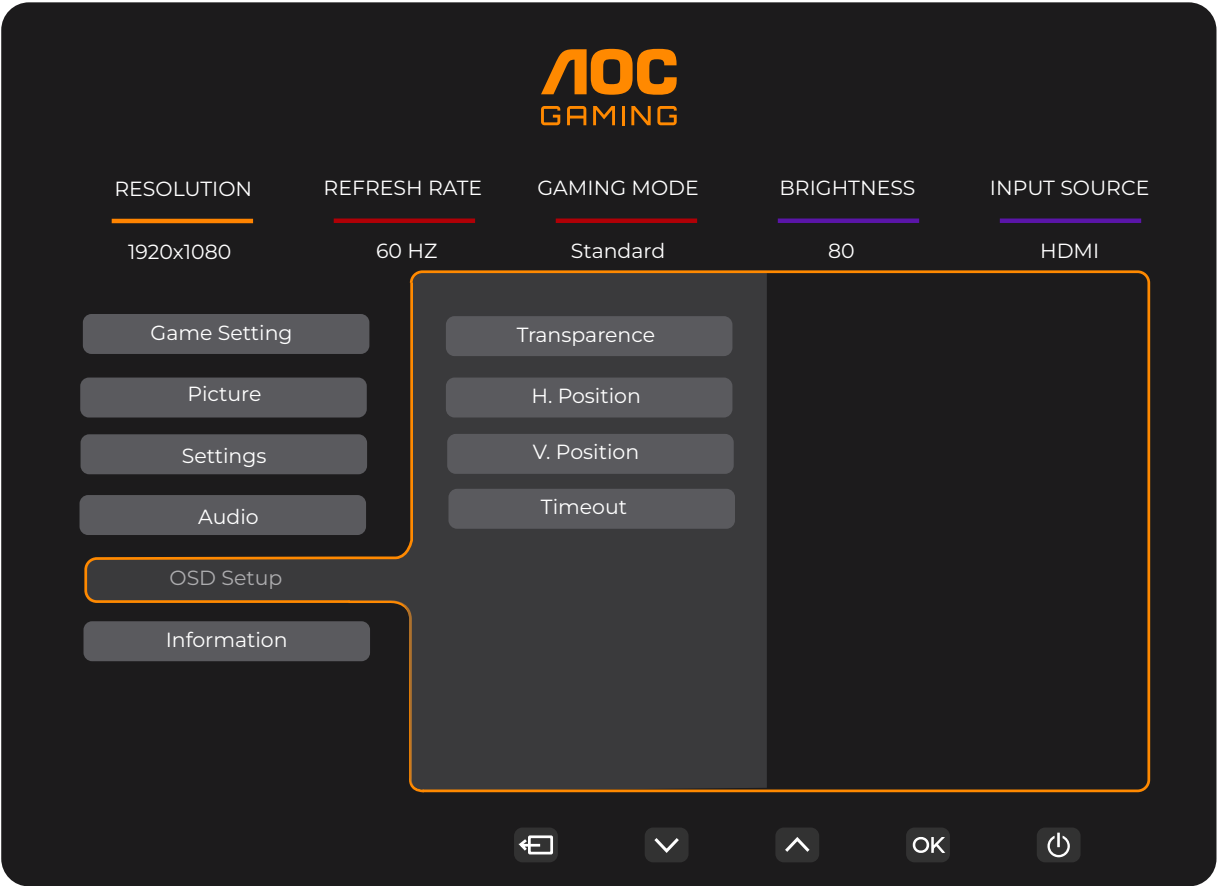 AOC
GAMING
RESOLUTION REFRESH RATE GAMING MODE BRIGHTNESS INPUT SOURCE
1920x1080 60 HZ Standard 80 HDMI
Game Setting Transparence
Picture H. Position
Settings V. Position
Audio Timeout
OSD Setup
Information
OK